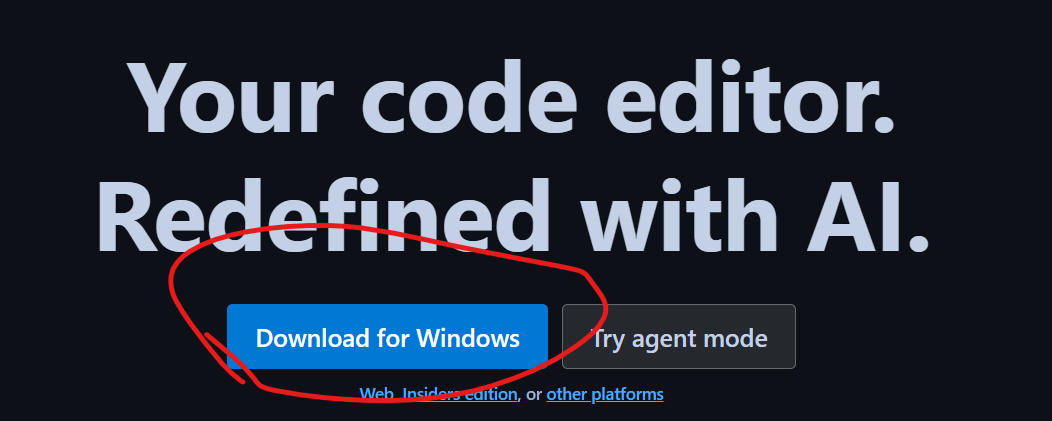 Your code editor.
Redefined with AI.
Download for Windows
Try agent mode
Web, Insiders edition, or other platforms